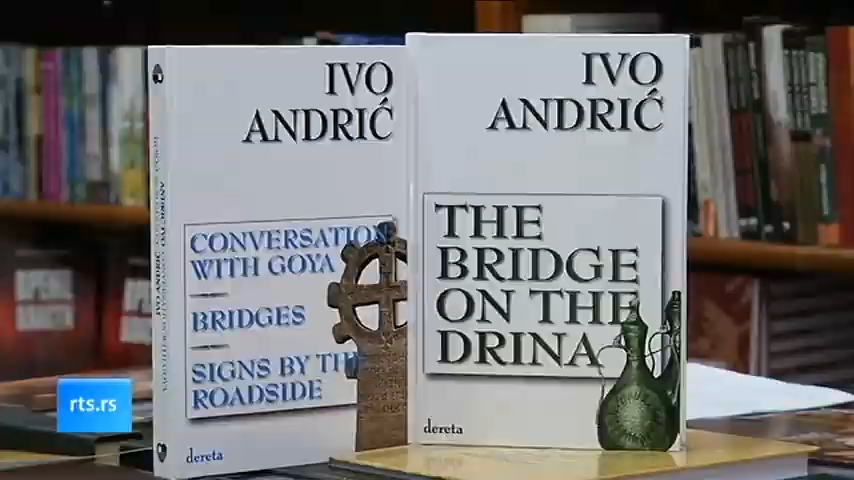 IVO
ANDRIĆ
CONVERSATION
WITH GOYA
BRIDGES
SIGNS BY THE
ROADSIDE
dereta
IVO
ANDRIĆ
THE
BRIDGE
ON THE
DRINA
dereta
rts.rs